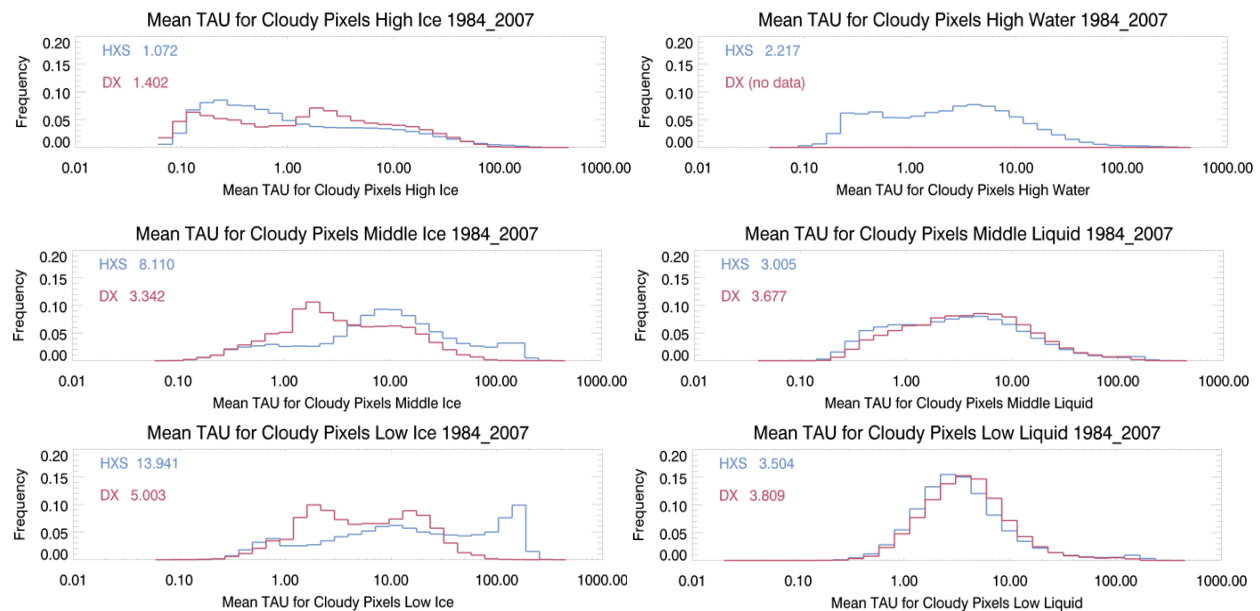 Mean TAU for Cloudy Pixels High Ice 1984_2007
0.20
0.15
0.10
0.05
0.00
Frequency
HXS 1.072
DX 1.402
0.01 0.10 1.00 10.00 100.00 1000.00
Mean TAU for Cloudy Pixels High Ice
Mean TAU for Cloudy Pixels High Water 1984_2007
0.20
0.15
0.10
0.05
0.00
Frequency
HXS 2.217
DX (no data)
0.01 0.10 1.00 10.00 100.00 1000.00
Mean TAU for Cloudy Pixels High Water
Mean TAU for Cloudy Pixels Middle Ice 1984_2007
0.20
0.15
0.10
0.05
0.00
Frequency
HXS 8.110
DX 3.342
0.01 0.10 1.00 10.00 100.00 1000.00
Mean TAU for Cloudy Pixels Middle Ice
Mean TAU for Cloudy Pixels Middle Liquid 1984_2007
0.20
0.15
0.10
0.05
0.00
Frequency
HXS 3.005
DX 3.677
0.01 0.10 1.00 10.00 100.00 1000.00
Mean TAU for Cloudy Pixels Middle Liquid
Mean TAU for Cloudy Pixels Low Ice 1984_2007
0.20
0.15
0.10
0.05
0.00
Frequency
HXS 13.941
DX 5.003
0.01 0.10 1.00 10.00 100.00 1000.00
Mean TAU for Cloudy Pixels Low Ice
Mean TAU for Cloudy Pixels Low Liquid 1984_2007
0.20
0.15
0.10
0.05
0.00
Frequency
HXS 3.504
DX 3.809
0.01 0.10 1.00 10.00 100.00 1000.00
Mean TAU for Cloudy Pixels Low Liquid